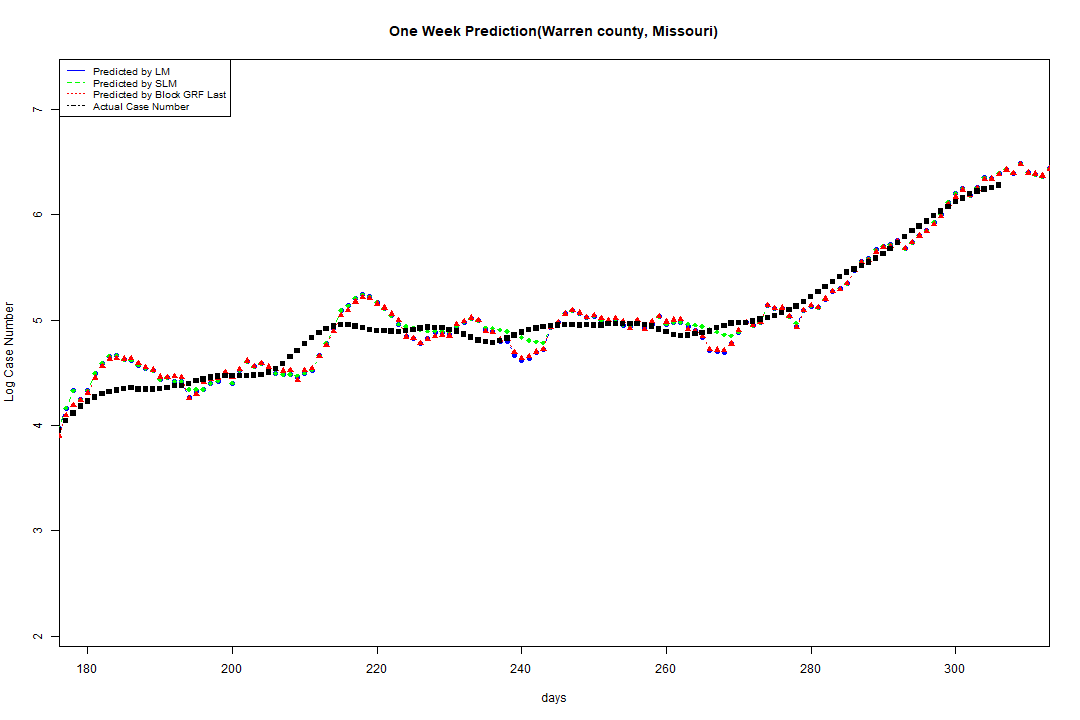 One Week Prediction(Warren county, Missouri)
Predicted by LM
Predicted by SLM
Predicted by Block GRF Last
Actual Case Number
7
6
5
4
3
2
Log Case Number
180 200 220 240 260 280 300
days